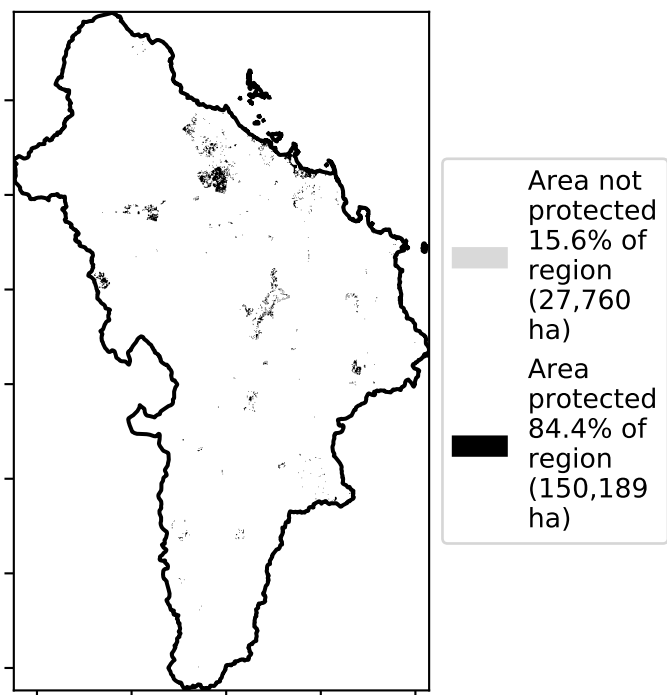 Area not
protected
15.6% of
region
(27,760
ha)
Area
protected
84.4% of
region
(150,189
ha)